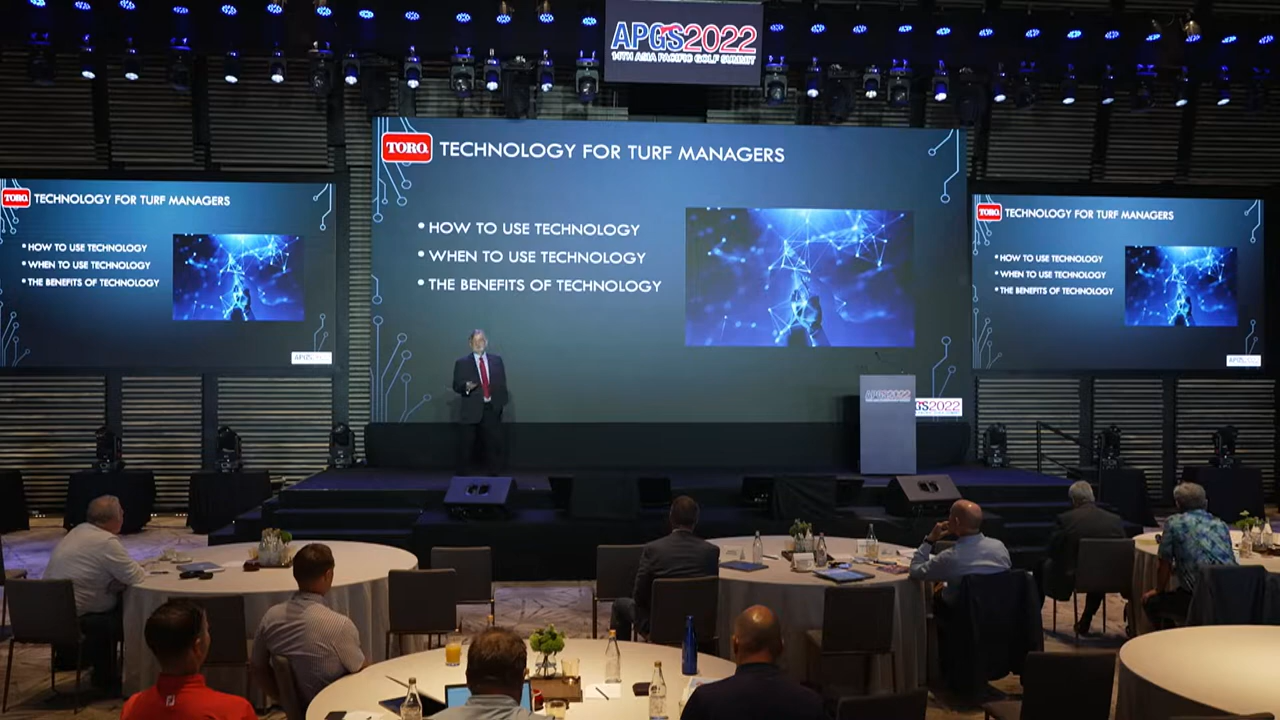 APGS2022
14TH ASIA PACIFIC GOLF SUMMIT
TORO
TECHNOLOGY FOR TURF MANAGERS
• HOW TO USE TECHNOLOGY
• WHEN TO USE TECHNOLOGY
• THE BENEFITS OF TECHNOLOGY
APGS2022
TORO
TECHNOLOGY FOR TURF MANAGERS
• HOW TO USE TECHNOLOGY
• WHEN TO USE TECHNOLOGY
• THE BENEFITS OF TECHNOLOGY
APGS2022
GS2022
TORO
TECHNOLOGY FOR TURF MANAGERS
• HOW TO USE TECHNOLOGY
• WHEN TO USE TECHNOLOGY
• THE BENEFITS OF TECHNOLOGY
APGS2022